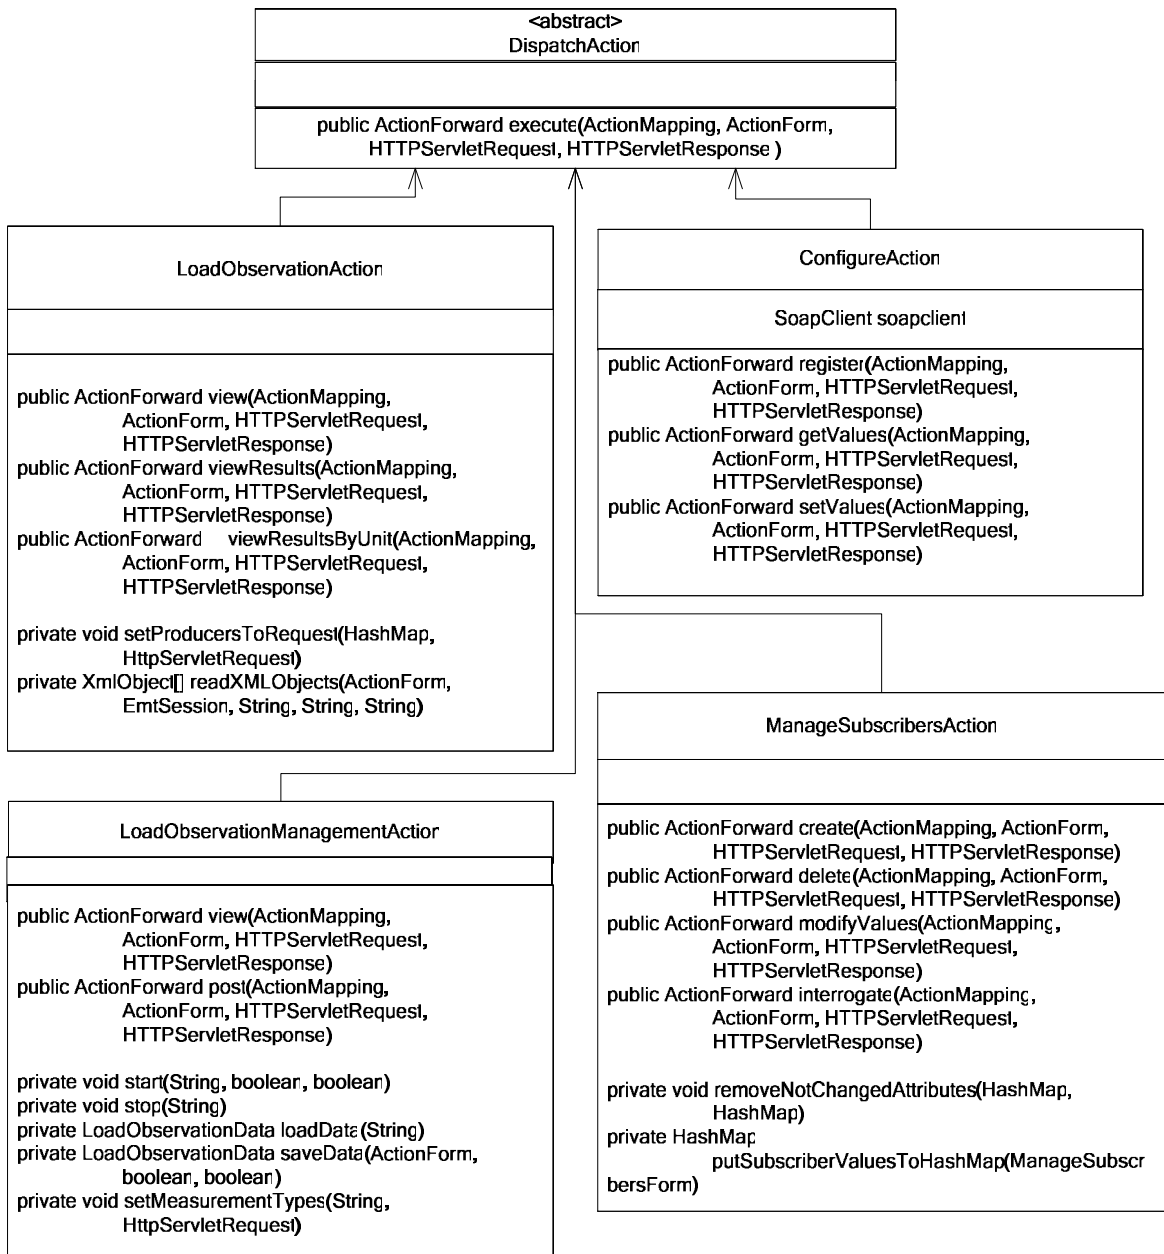 <abstract>
DispatchAction
public ActionForward execute(ActionMapping, ActionForm,
HTTPServletRequest, HTTPServletResponse )
LoadObservationAction
public ActionForward view(ActionMapping,
ActionForm, HTTPServletRequest,
HTTPServletResponse)
public ActionForward viewResults(ActionMapping,
ActionForm, HTTPServletRequest,
HTTPServletResponse)
public ActionForward viewResultsByUnit(ActionMapping,
ActionForm, HTTPServletRequest,
HTTPServletResponse)
private void setProducersToRequest(HashMap,
HttpServletRequest)
private XmlObject[] readXMLObjects(ActionForm,
EmtSession, String, String, String)
ConfigureAction
SoapClient soapclient
public ActionForward register(ActionMapping,
ActionForm, HTTPServletRequest,
HTTPServletResponse)
public ActionForward getValues(ActionMapping,
ActionForm, HTTPServletRequest,
HTTPServletResponse)
public ActionForward setValues(ActionMapping,
ActionForm, HTTPServletRequest,
HTTPServletResponse)
LoadObservationManagementAction
public ActionForward view(ActionMapping,
ActionForm, HTTPServletRequest,
HTTPServletResponse)
public ActionForward post(ActionMapping,
ActionForm, HTTPServletRequest,
HTTPServletResponse)
private void start(String, boolean, boolean)
private void stop(String)
private LoadObservationData loadData(String)
private LoadObservationData saveData(ActionForm,
boolean, boolean)
private void setMeasurementTypes(String,
HttpServletRequest)
ManageSubscribersAction
public ActionForward create(ActionMapping, ActionForm,
HTTPServletRequest, HTTPServletResponse)
public ActionForward delete(ActionMapping, ActionForm,
HTTPServletRequest, HTTPServletResponse)
public ActionForward modifyValues(ActionMapping,
ActionForm, HTTPServletRequest,
HTTPServletResponse)
public ActionForward interrogate(ActionMapping,
ActionForm, HTTPServletRequest,
HTTPServletResponse)
private void removeNotChangedAttributes(HashMap,
HashMap)
private HashMap
putSubscriberValuesToHashMap(ManageSubscr
bersForm)